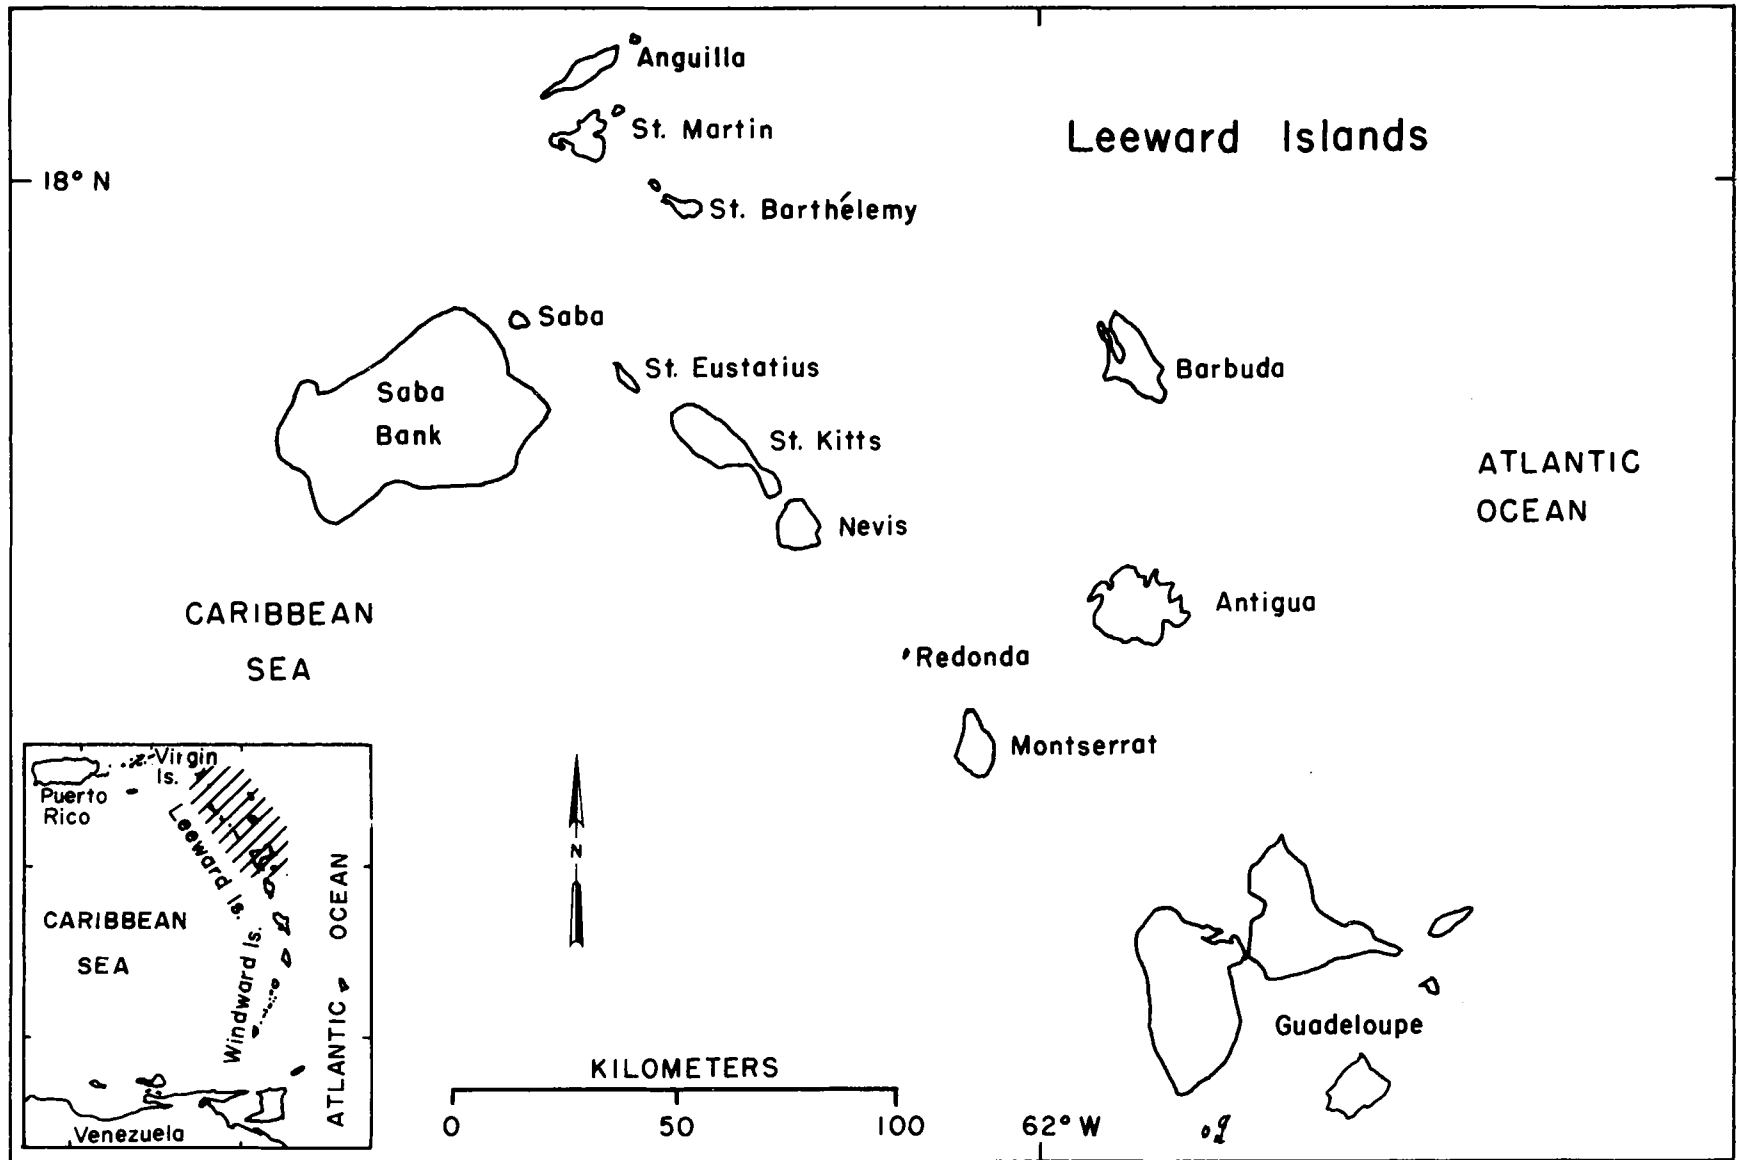 Anguilla
St. Martin
Leeward Islands
18° N
St. Barthélemy
Saba
St. Eustatius
Barbuda
Saba
Bank
St. Kitts
ATLANTIC
OCEAN
Nevis
CARIBBEAN
SEA
Antigua
Redonda
Montserrat
Virgin
Is.
Puerto
Rico
Leeward Is.
CARIBBEAN
SEA
Windward Is.
ATLANTIC OCEAN
Venezuela
N
Guadeloupe
KILOMETERS
0 50 100
62° W